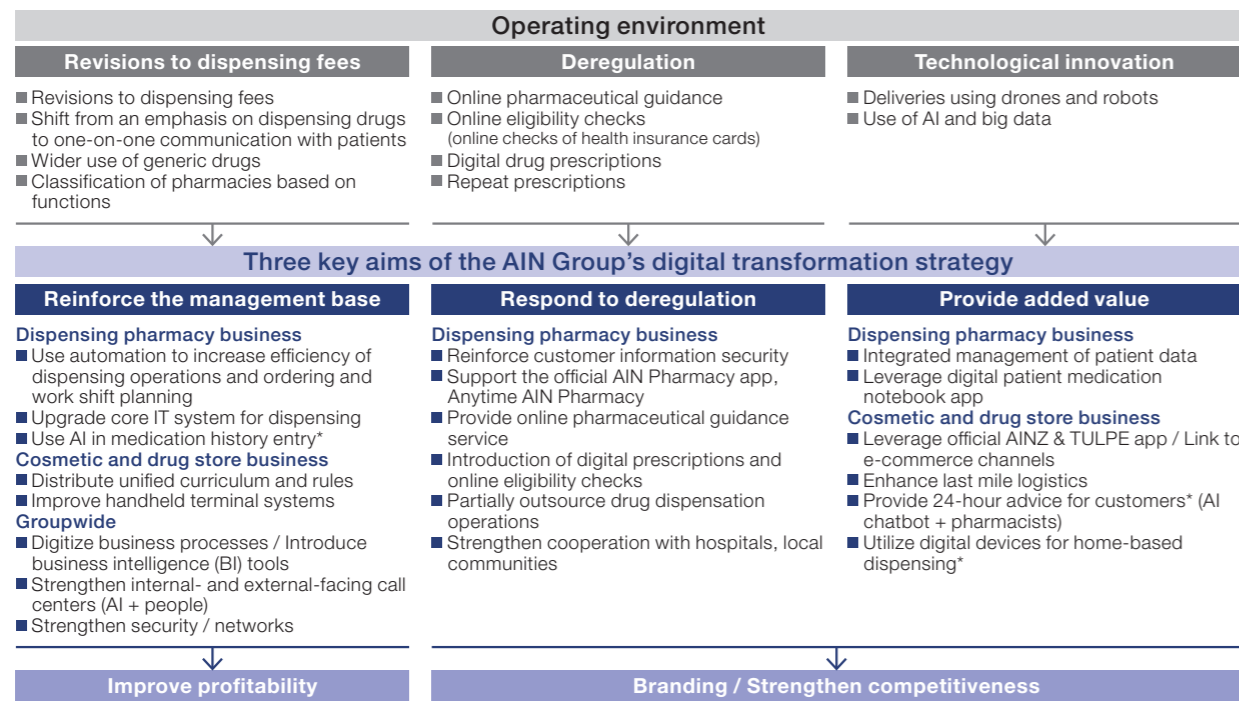 Operating environment
Revisions to dispensing fees
■ Revisions to dispensing fees
■ Shift from an emphasis on dispensing drugs
to one-on-one communication with patients
■ Wider use of generic drugs
■ Classification of pharmacies based on
functions
Deregulation
■ Online pharmaceutical guidance
■ Online eligibility checks
(online checks of health insurance cards)
■ Digital drug prescriptions
■ Repeat prescriptions
Technological innovation
■ Deliveries using drones and robots
■ Use of AI and big data
Three key aims of the AIN Group's digital transformation strategy
Reinforce the management base
Dispensing pharmacy business
■ Use automation to increase efficiency of
dispensing operations and ordering and
work shift planning
■ Upgrade core IT system for dispensing
■ Use AI in medication history entry*
Cosmetic and drug store business
■ Distribute unified curriculum and rules
■ Improve handheld terminal systems
Groupwide
■ Digitize business processes / Introduce
business intelligence (BI) tools
■ Strengthen internal- and external-facing call
centers (AI + people)
■ Strengthen security / networks
Respond to deregulation
Dispensing pharmacy business
■ Reinforce customer information security
■ Support the official AIN Pharmacy app,
Anytime AIN Pharmacy
■ Provide online pharmaceutical guidance
service
■ Introduction of digital prescriptions and
online eligibility checks
■ Partially outsource drug dispensation
operations
■ Strengthen cooperation with hospitals, local
communities
Provide added value
Dispensing pharmacy business
■ Integrated management of patient data
■ Leverage digital patient medication
notebook app
Cosmetic and drug store business
■ Leverage official AINZ & TULPE app / Link to
e-commerce channels
■ Enhance last mile logistics
■ Provide 24-hour advice for customers* (AI
chatbot + pharmacists)
■ Utilize digital devices for home-based
dispensing*
Improve profitability
Branding / Strengthen competitiveness